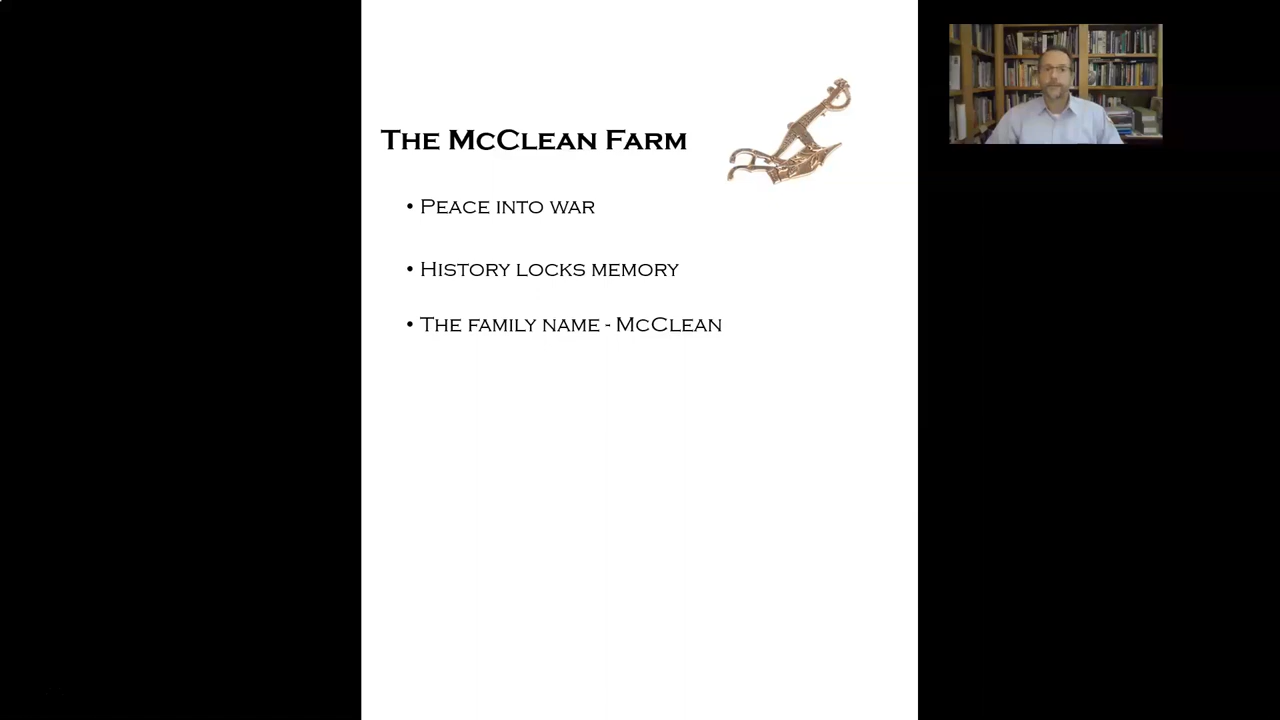 The McClean Farm
• Peace into war
• History locks memory
• The family name - McClean